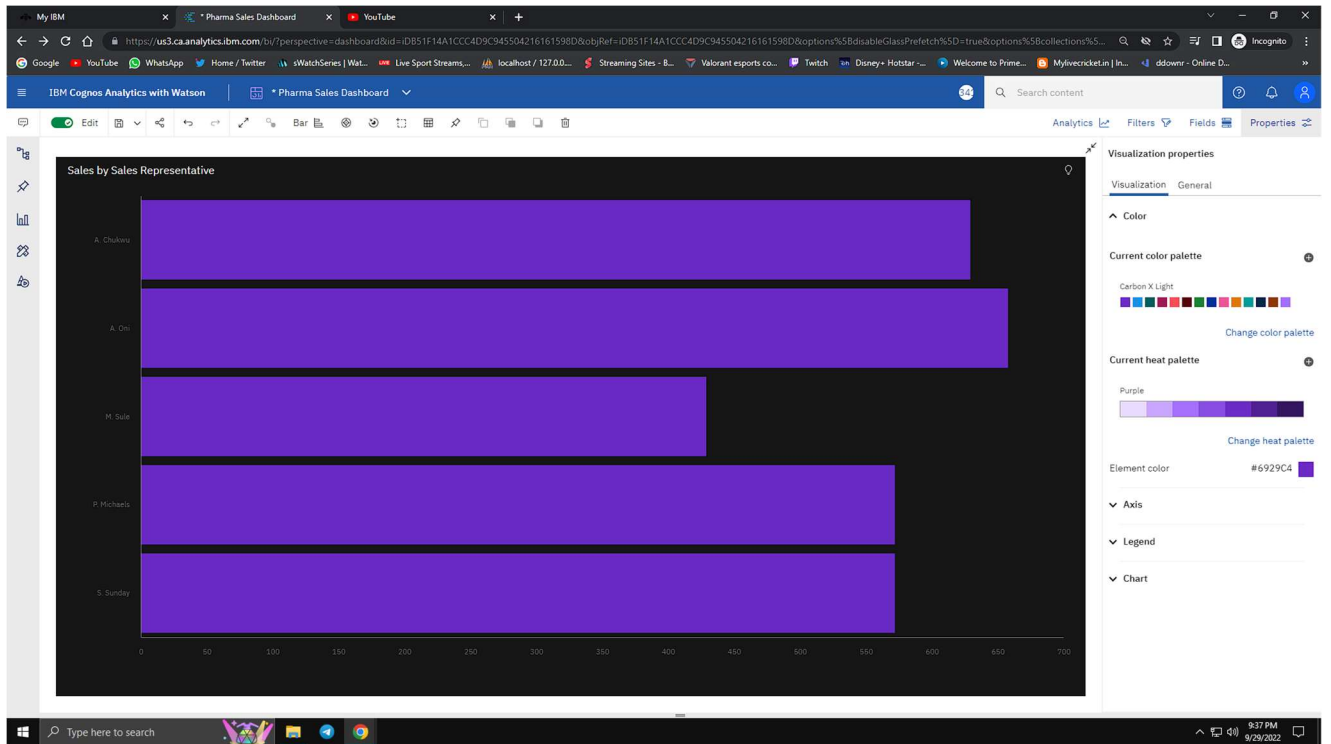 My IBM
* Pharma Sales Dashboard
YouTube
https://us3.ca.analytics.ibm.com/bi/?perspective=dashboard&id=iDB51F14A1CCC4D9C945504216161598D&objRef=iDB51F14A1CCC4D9C945504216161598D&options%5BdisableGlassPrefetch%5D=true&options%5Bcollections%5...
Incognito
Google
YouTube
WhatsApp
Home / Twitter
sWatchSeries | Wat...
Live Sport Streams,...
localhost / 127.0.0....
Streaming Sites - B...
Valorant esports co...
Twitch
Disney+ Hotstar -...
Welcome to Prime...
Mylivecricket.in | In...
ddownr - Online D...
IBM Cognos Analytics with Watson
* Pharma Sales Dashboard
Search content
Edit
Bar
Analytics
Filters
Fields
Properties
Sales by Sales Representative
A. Chukwu
A. Oni
M. Sule
P. Michaels
S. Sunday
0 50 100 150 200 250 300 350 400 450 500 550 600 650 700
Visualization properties
Visualization
General
Color
Current color palette
Carbon X Light
Change color palette
Current heat palette
Purple
Change heat palette
Element color
#6929C4
Axis
Legend
Chart
Type here to search
9:37 PM
9/29/2022